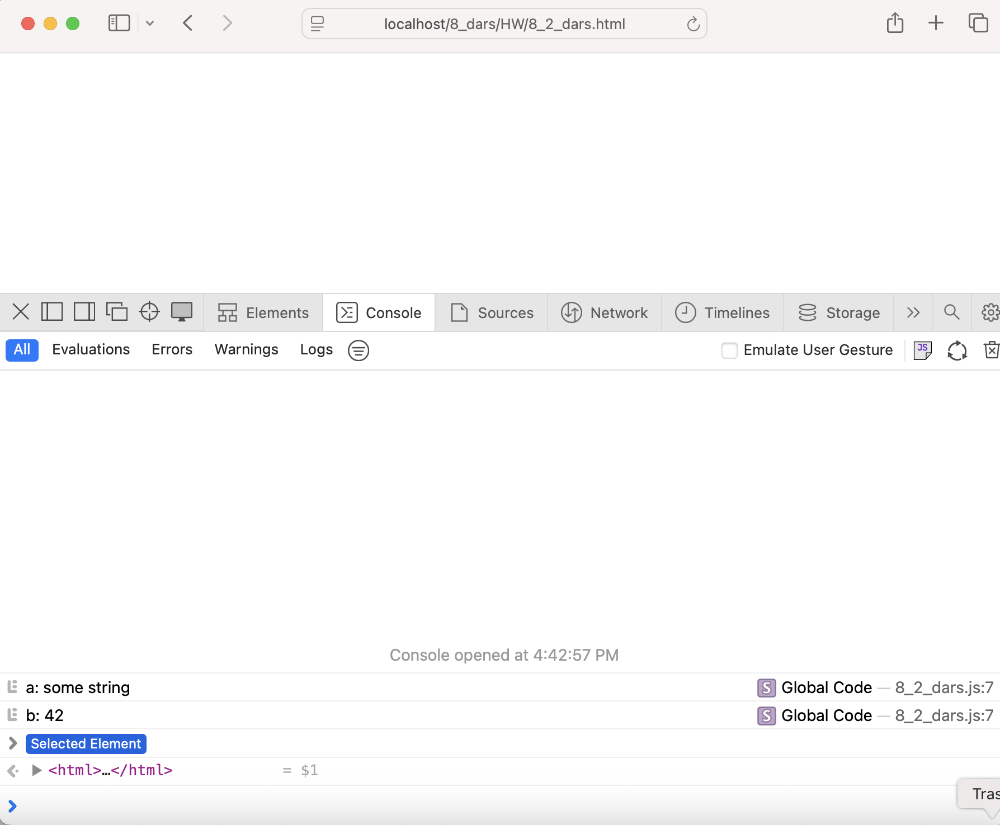 localhost/8_dars/HW/8_2_dars.html
Elements Console Sources Network Timelines Storage
All Evaluations Errors Warnings Logs Emulate User Gesture JS
Console opened at 4:42:57 PM
a: some string S Global Code — 8_2_dars.js:7
b: 42 S Global Code — 8_2_dars.js:7
Selected Element
<html>…</html> = $1